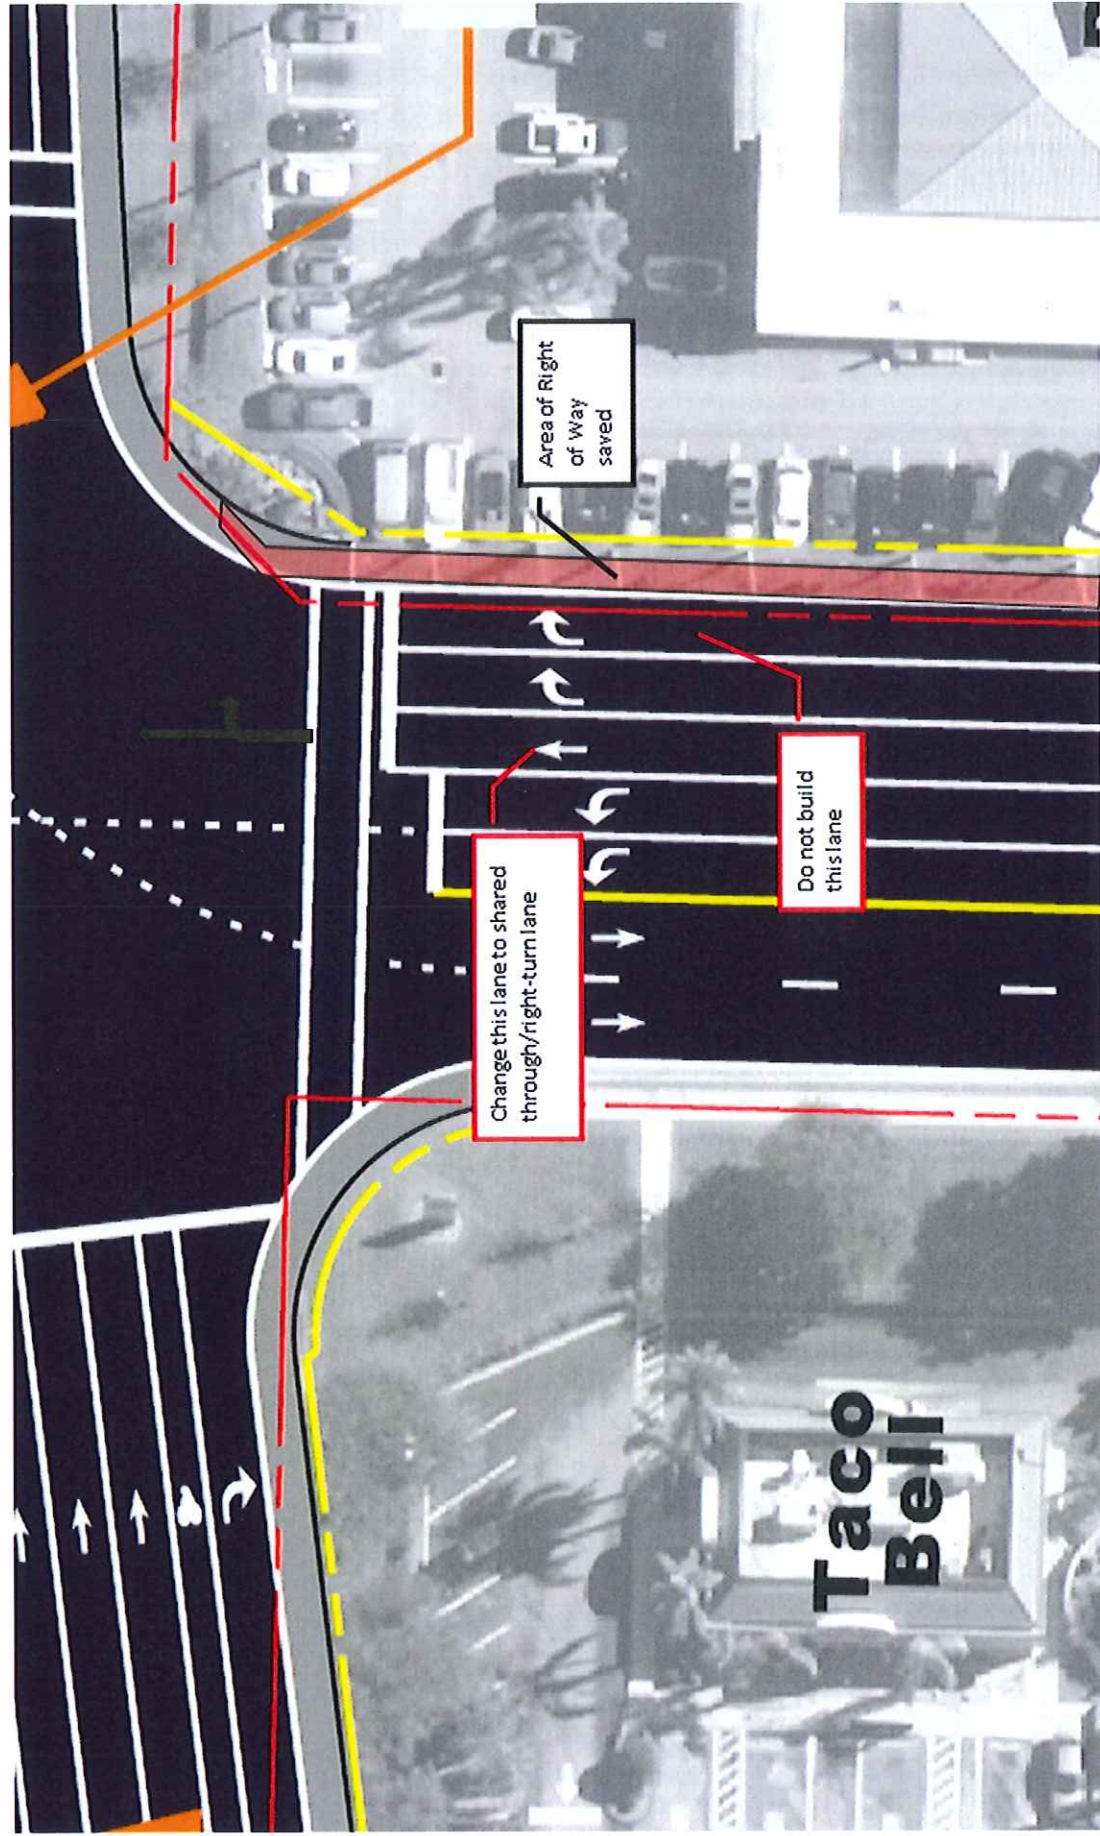 Area of Right
of Way
saved
Change this lane to shared
through/right-turn lane
Do not build
this lane
Taco
Bell